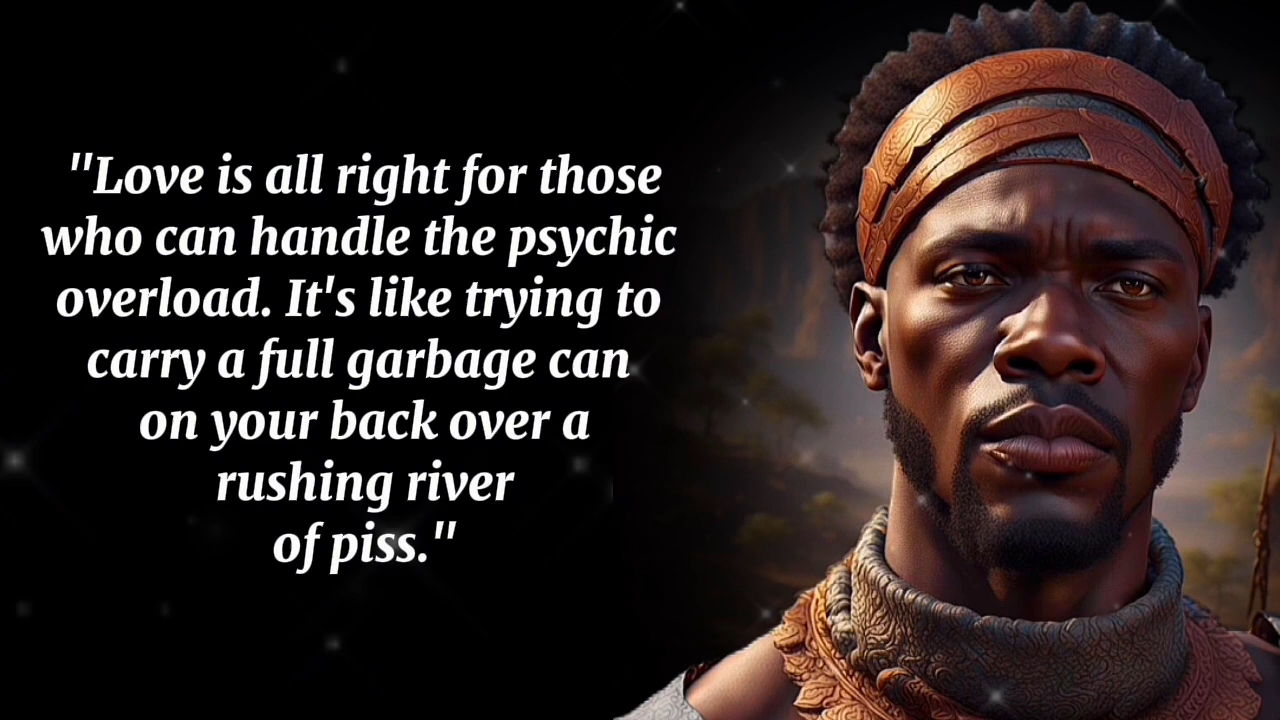 "Love is all right for those
who can handle the psychic
overload. It's like trying to
carry a full garbage can
on your back over a
rushing river
of piss."